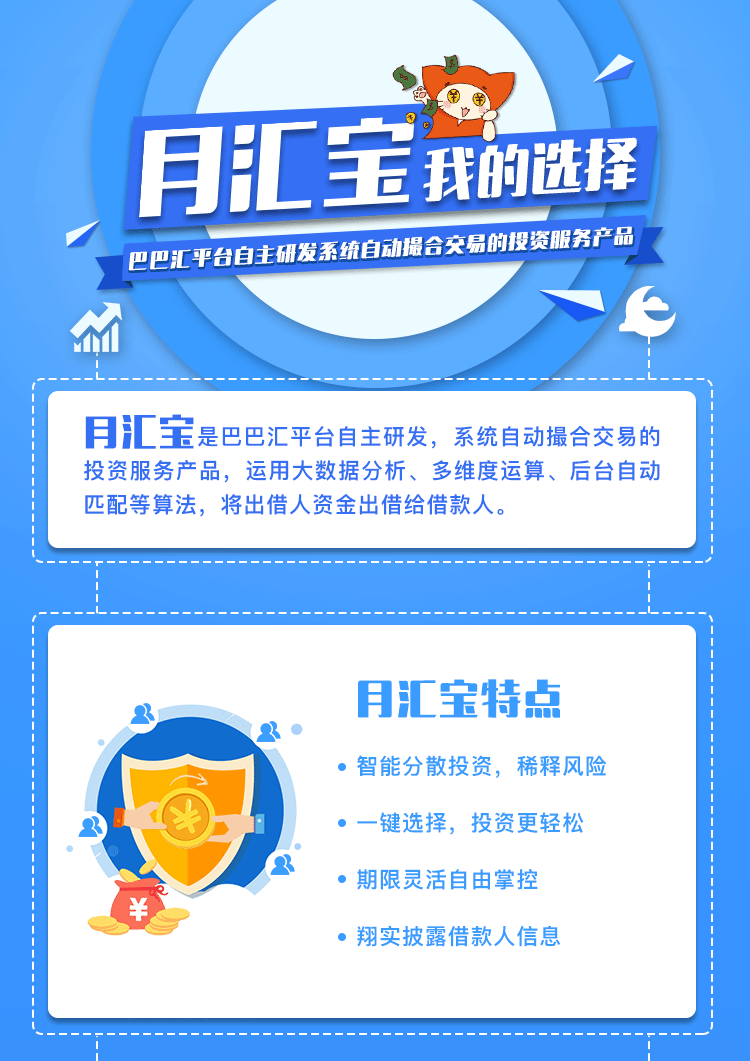 月汇宝 我的选择
巴巴汇平台自主研发系统自动撮合交易的投资服务产品
月汇宝是巴巴汇平台自主研发，系统自动撮合交易的
投资服务产品，运用大数据分析、多维度运算、后台自动
匹配等算法，将出借人资金出借给借款人。
月汇宝特点
智能分散投资，稀释风险
一键选择，投资更轻松
期限灵活自由掌控
翔实披露借款人信息
¥